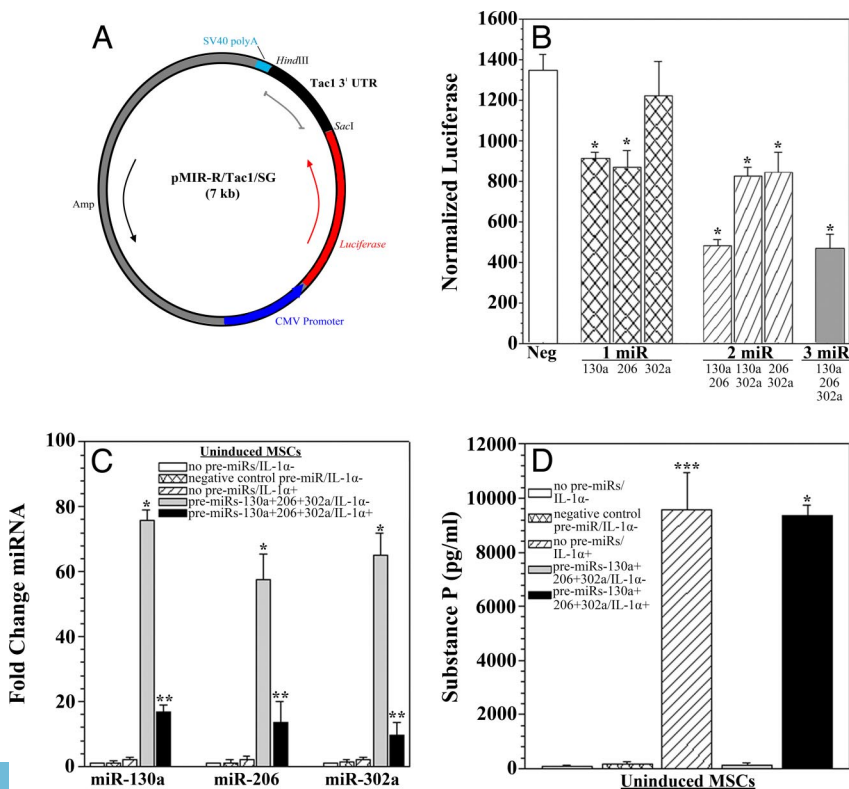 A
SV40 polyA
HindIII
Tac1 3' UTR
SacI
pMIR-R/Tac1/SG
(7 kb)
Amp
Luciferase
CMV Promoter
B
Normalized Luciferase
1600
1400
1200
1000
800
600
400
200
0
* * * * * *
Neg 1 miR 2 miR 3 miR
130a 206 302a 130a 130a 206 130a
206 302a 302a 206
302a
C
Fold Change miRNA
100
80
60
40
20
0
Uninduced MSCs
no pre-miRs/IL-1α-
negative control pre-miR/IL-1α-
no pre-miRs/IL-1α+
pre-miRs-130a+206+302a/IL-1α-
pre-miRs-130a+206+302a/IL-1α+
* * *
** ** **
miR-130a miR-206 miR-302a
D
Substance P (pg/ml)
12000
10000
8000
6000
4000
2000
0
no pre-miRs/
IL-1α-
negative control
pre-miR/IL-1α-
no pre-miRs/
IL-1α+
pre-miRs-130a+
206+302a/IL-1α-
pre-miRs-130a+
206+302a/IL-1α+
*** *
Uninduced MSCs